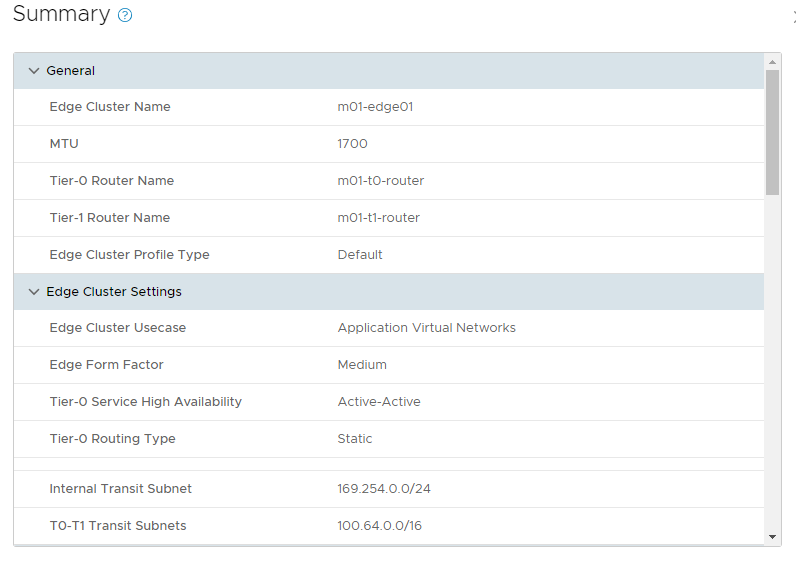 Summary
General
Edge Cluster Name m01-edge01
MTU 1700
Tier-0 Router Name m01-t0-router
Tier-1 Router Name m01-t1-router
Edge Cluster Profile Type Default
Edge Cluster Settings
Edge Cluster Usecase Application Virtual Networks
Edge Form Factor Medium
Tier-0 Service High Availability Active-Active
Tier-0 Routing Type Static
Internal Transit Subnet 169.254.0.0/24
T0-T1 Transit Subnets 100.64.0.0/16